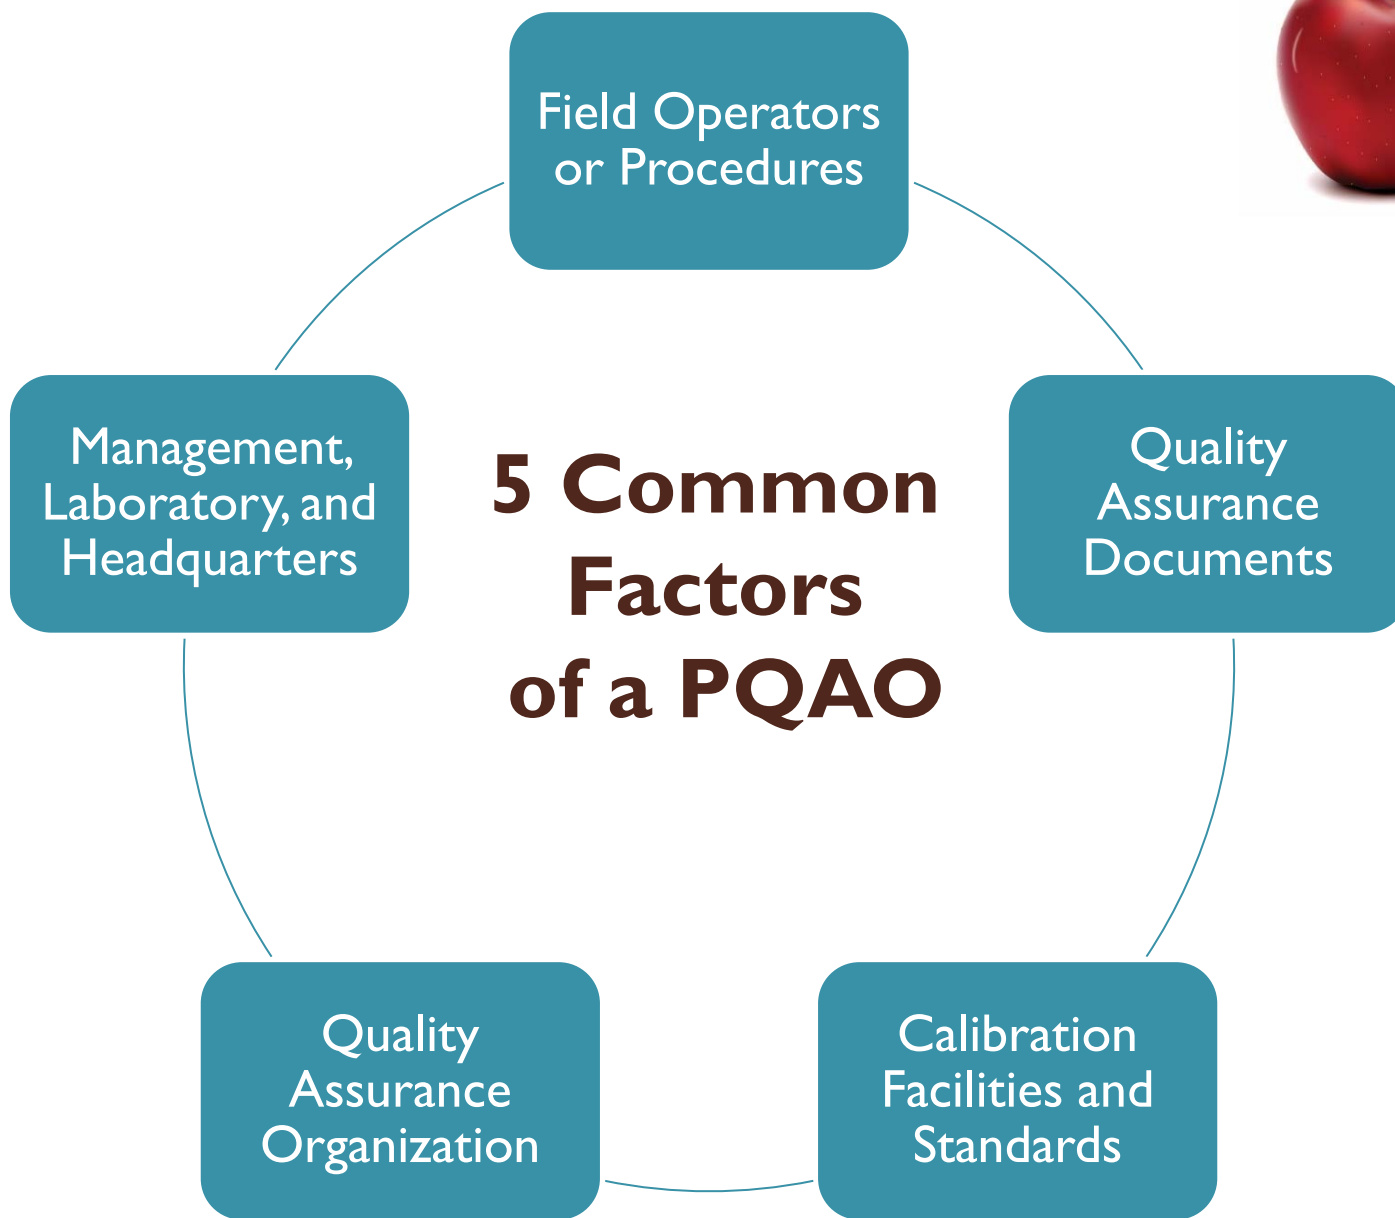 Field Operators
or Procedures
Quality
Assurance
Documents
Calibration
Facilities and
Standards
Quality
Assurance
Organization
Management,
Laboratory, and
Headquarters
5 Common
Factors
of a PQAO